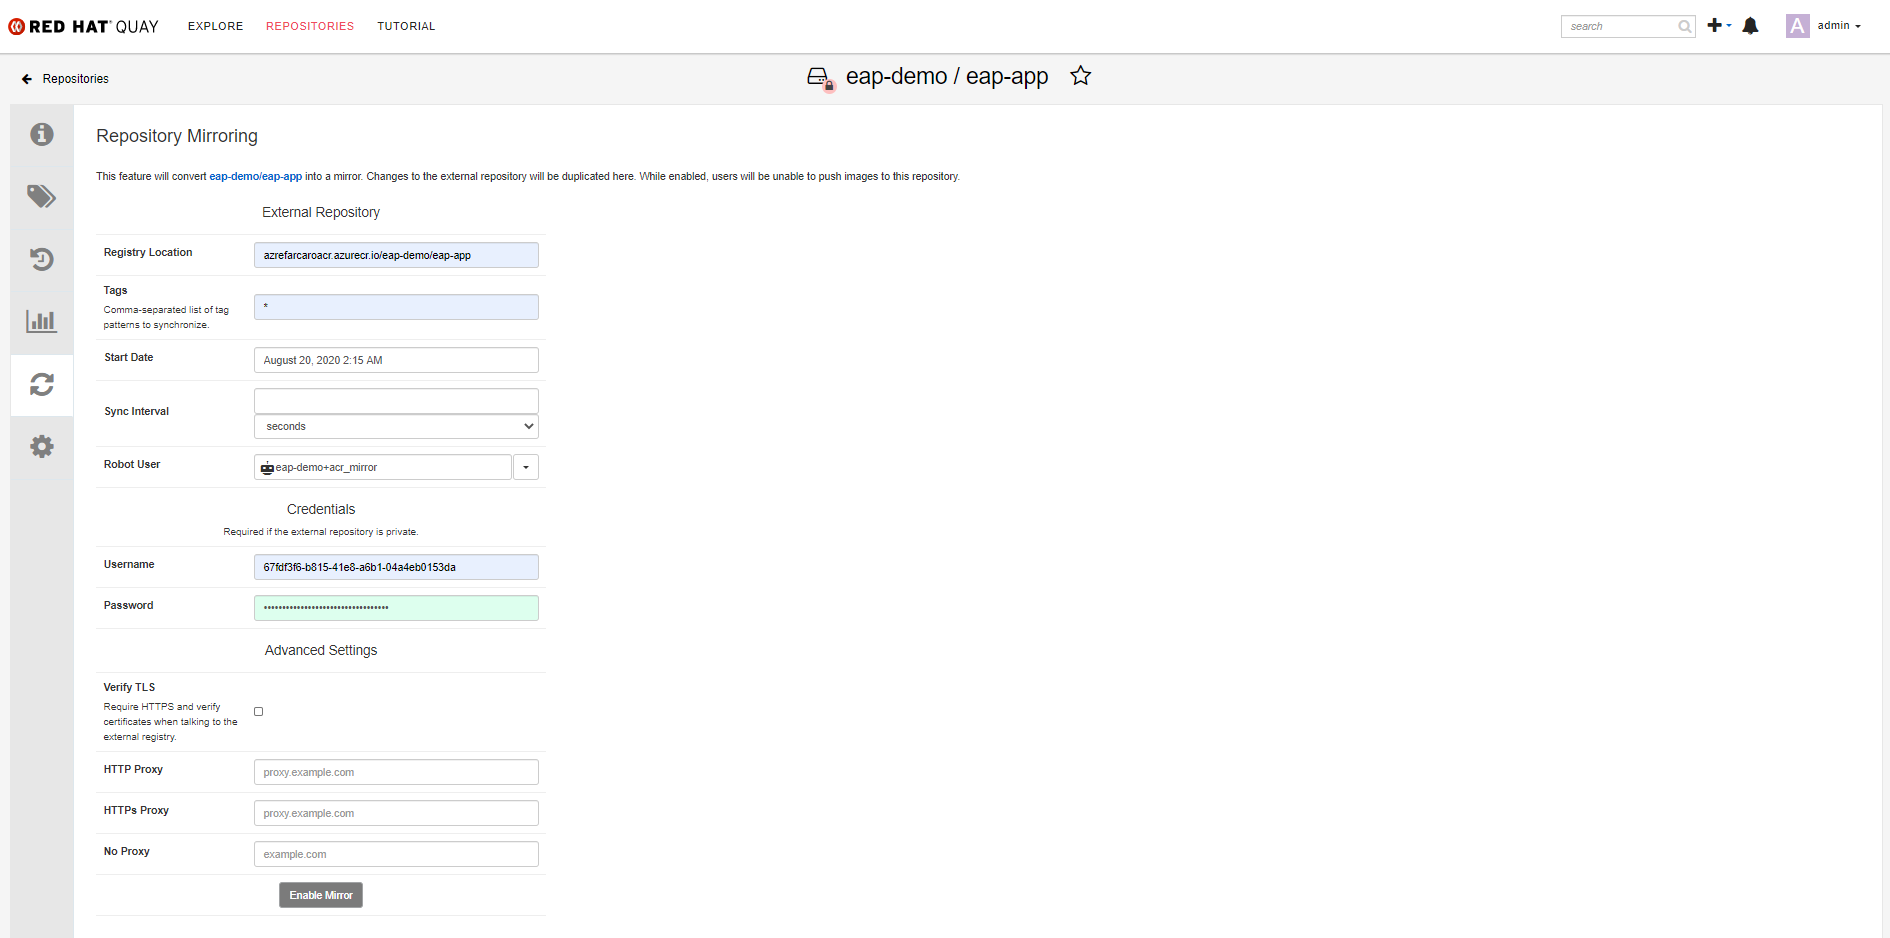 RED HAT QUAY EXPLORE REPOSITORIES TUTORIAL search A admin
Repositories
eap-demo / eap-app
Repository Mirroring
This feature will convert eap-demo/eap-app into a mirror. Changes to the external repository will be duplicated here. While enabled, users will be unable to push images to this repository.
External Repository
Registry Location azrefarcaroacr.azurecr.io/eap-demo/eap-app
Tags
Comma-separated list of tag
patterns to synchronize.
*
Start Date August 20, 2020 2:15 AM
Sync Interval
seconds
Robot User eap-demo+acr_mirror
Credentials
Required if the external repository is private.
Username 67fdf3f6-b815-41e8-a6b1-04a4eb0153da
Password ••••••••••••••••••••••••••••••••••
Advanced Settings
Verify TLS
Require HTTPS and verify
certificates when talking to the
external registry.
HTTP Proxy proxy.example.com
HTTPs Proxy proxy.example.com
No Proxy example.com
Enable Mirror